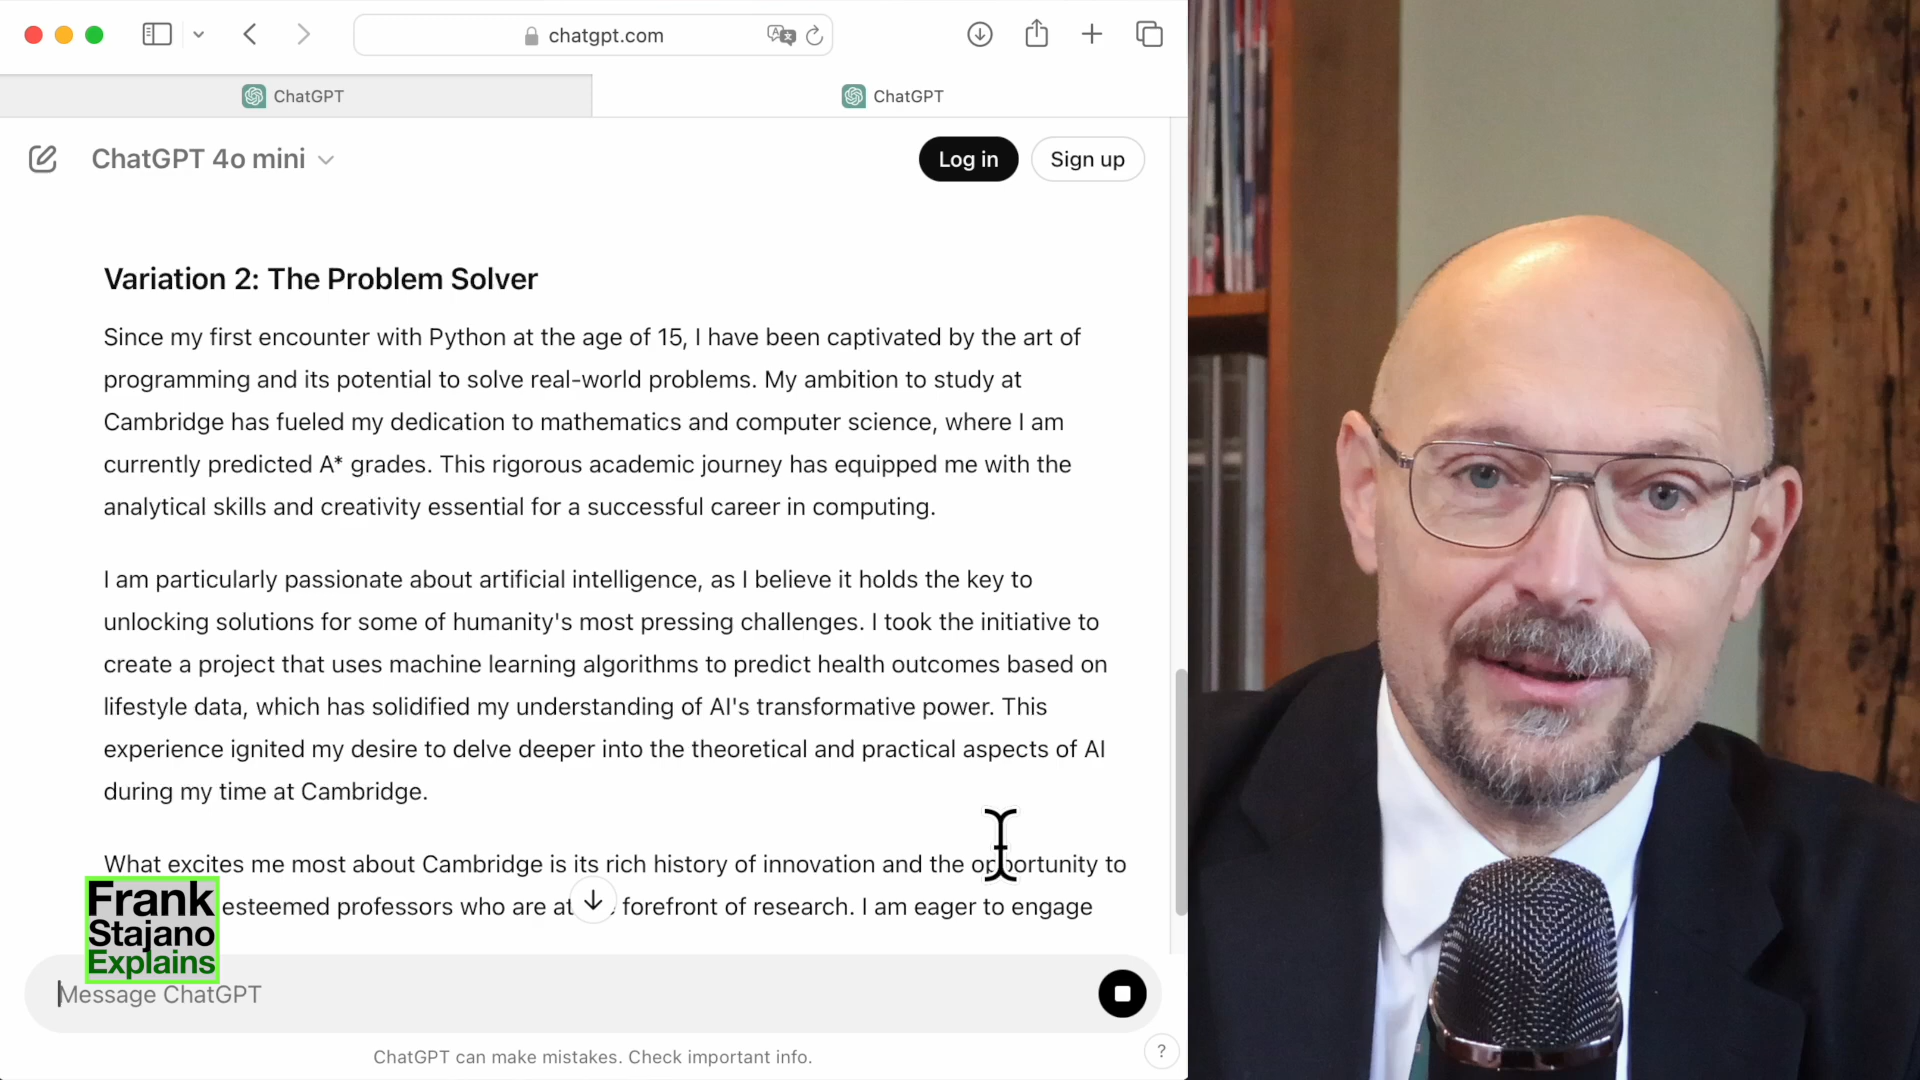 chatgpt.com
ChatGPT
ChatGPT
ChatGPT 4o mini
Log in
Sign up
Variation 2: The Problem Solver
Since my first encounter with Python at the age of 15, I have been captivated by the art of
programming and its potential to solve real-world problems. My ambition to study at
Cambridge has fueled my dedication to mathematics and computer science, where I am
currently predicted A* grades. This rigorous academic journey has equipped me with the
analytical skills and creativity essential for a successful career in computing.
I am particularly passionate about artificial intelligence, as I believe it holds the key to
unlocking solutions for some of humanity's most pressing challenges. I took the initiative to
create a project that uses machine learning algorithms to predict health outcomes based on
lifestyle data, which has solidified my understanding of AI's transformative power. This
experience ignited my desire to delve deeper into the theoretical and practical aspects of AI
during my time at Cambridge.
What excites me most about Cambridge is its rich history of innovation and the opportunity to
esteemed professors who are at forefront of research. I am eager to engage
Frank
Stajano
Explains
Message ChatGPT
ChatGPT can make mistakes. Check important info.
?